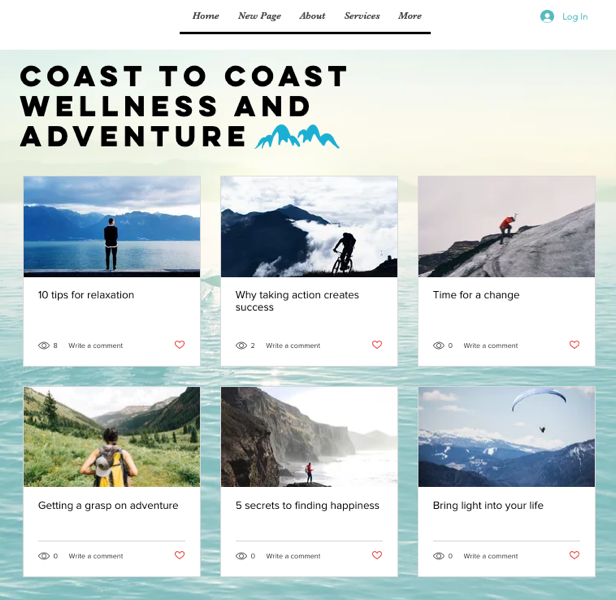 Home New Page About Services More Log In
COAST TO COAST
WELLNESS AND
ADVENTURE
10 tips for relaxation
8 Write a comment
Why taking action creates
success
2 Write a comment
Time for a change
0 Write a comment
Getting a grasp on adventure
0 Write a comment
5 secrets to finding happiness
0 Write a comment
Bring light into your life
0 Write a comment